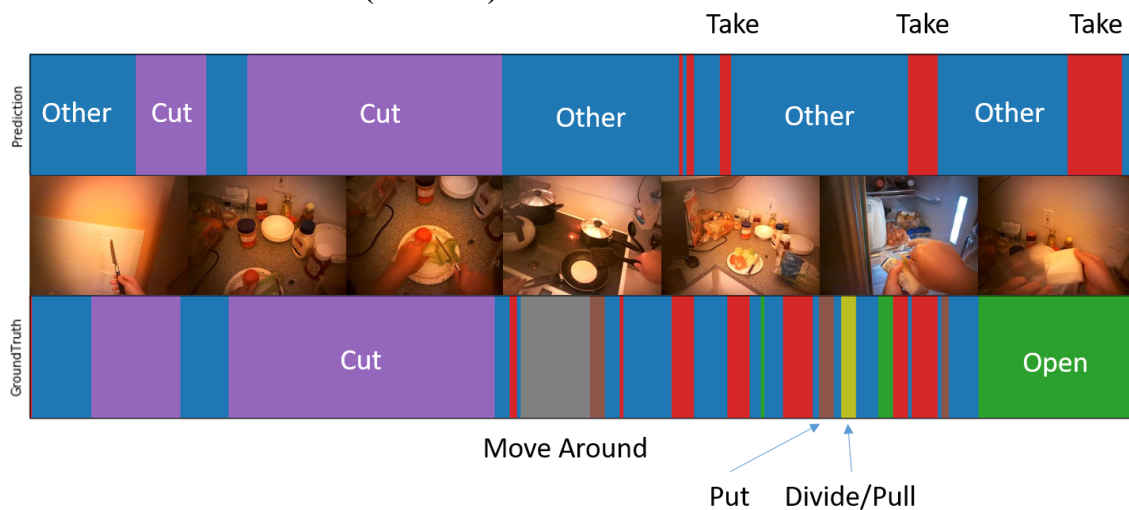 Take Take Take
Prediction
Other Cut Cut Other Other Other
GroundTruth
Cut Open
Move Around
Put Divide/Pull